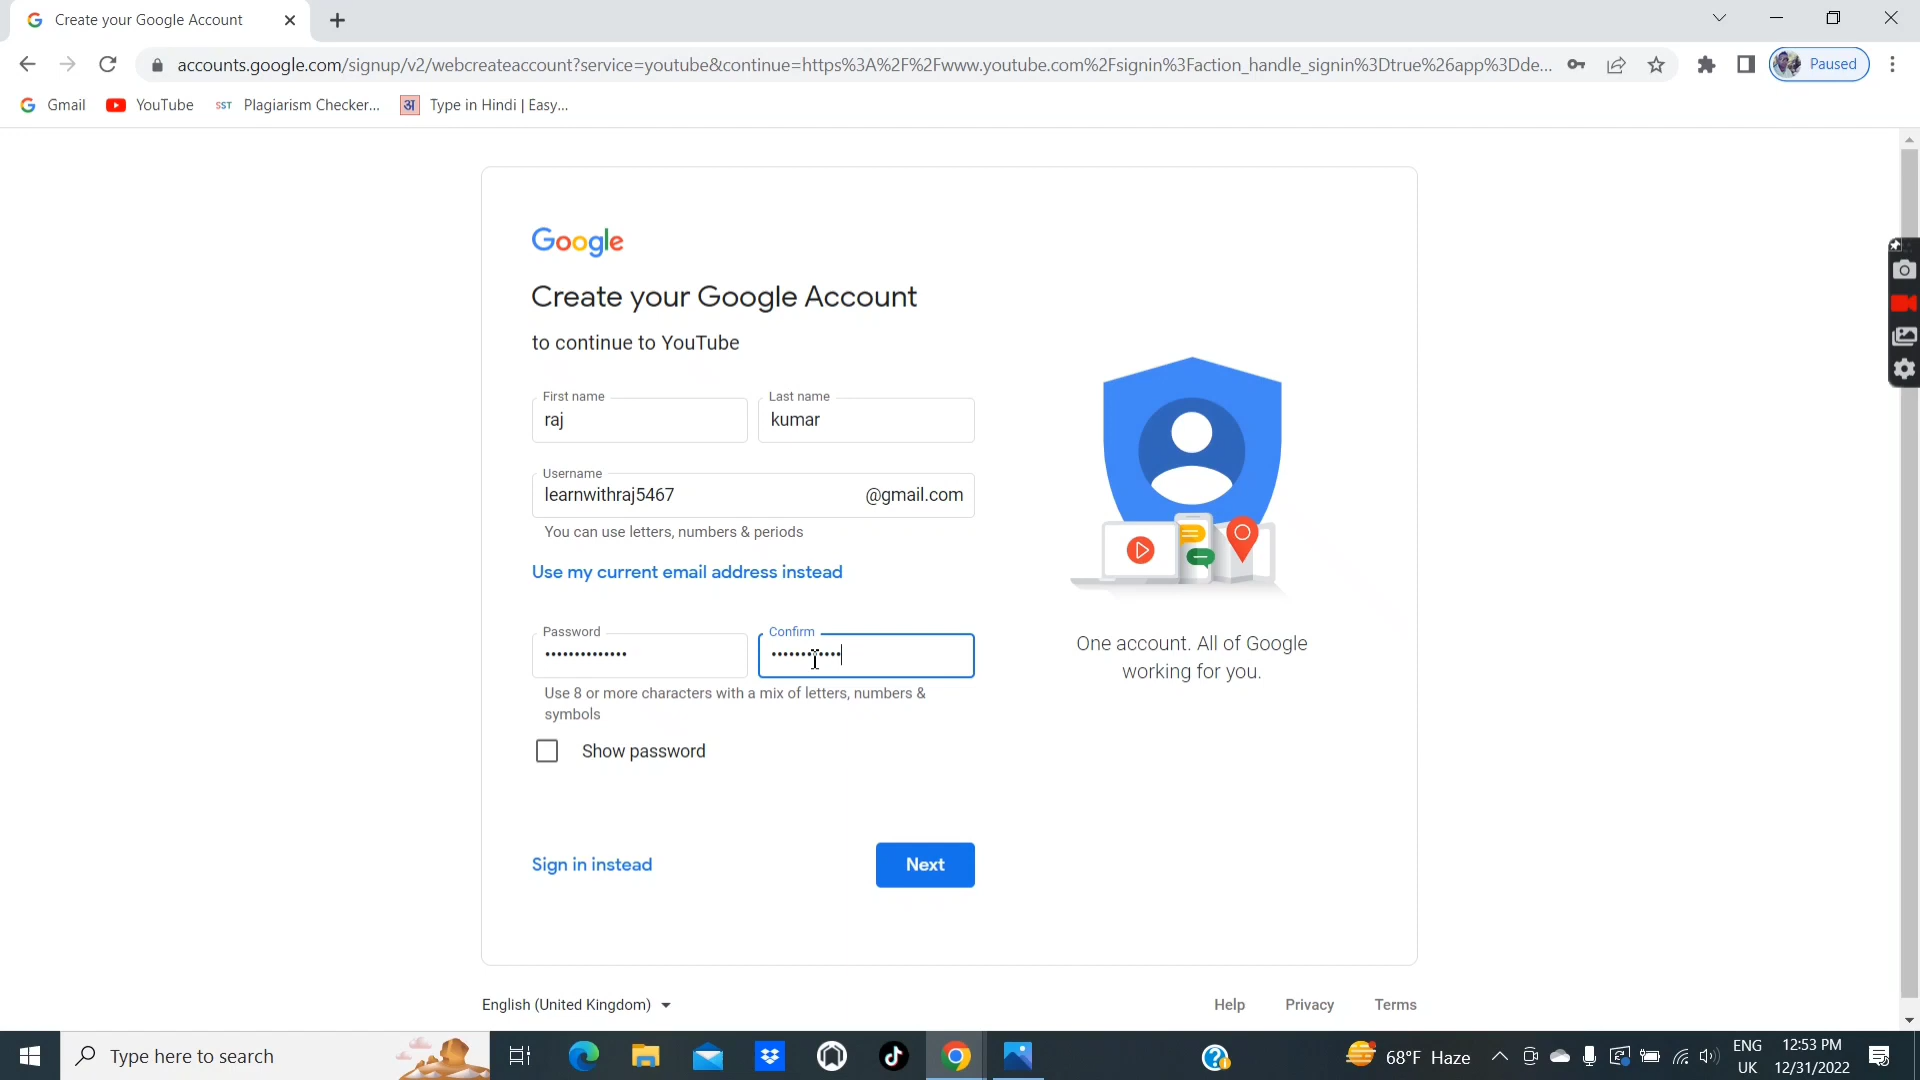 Create your Google Account
accounts.google.com/signup/v2/webcreateaccount?service=youtube&continue=https%3A%2F%2Fwww.youtube.com%2Fsignin%3Faction_handle_signin%3Dtrue%26app%3Dde...
Paused
Gmail
YouTube
SST Plagiarism Checker...
अ Type in Hindi | Easy...
Google
Create your Google Account
to continue to YouTube
First name
Last name
raj
kumar
Username
learnwithraj5467
@gmail.com
You can use letters, numbers & periods
Use my current email address instead
Password
Confirm
••••••••••••••
••••••••••••
Use 8 or more characters with a mix of letters, numbers &
symbols
Show password
Sign in instead
Next
One account. All of Google
working for you.
English (United Kingdom)
Help
Privacy
Terms
Type here to search
68°F Haze
ENG
UK
12:53 PM
12/31/2022